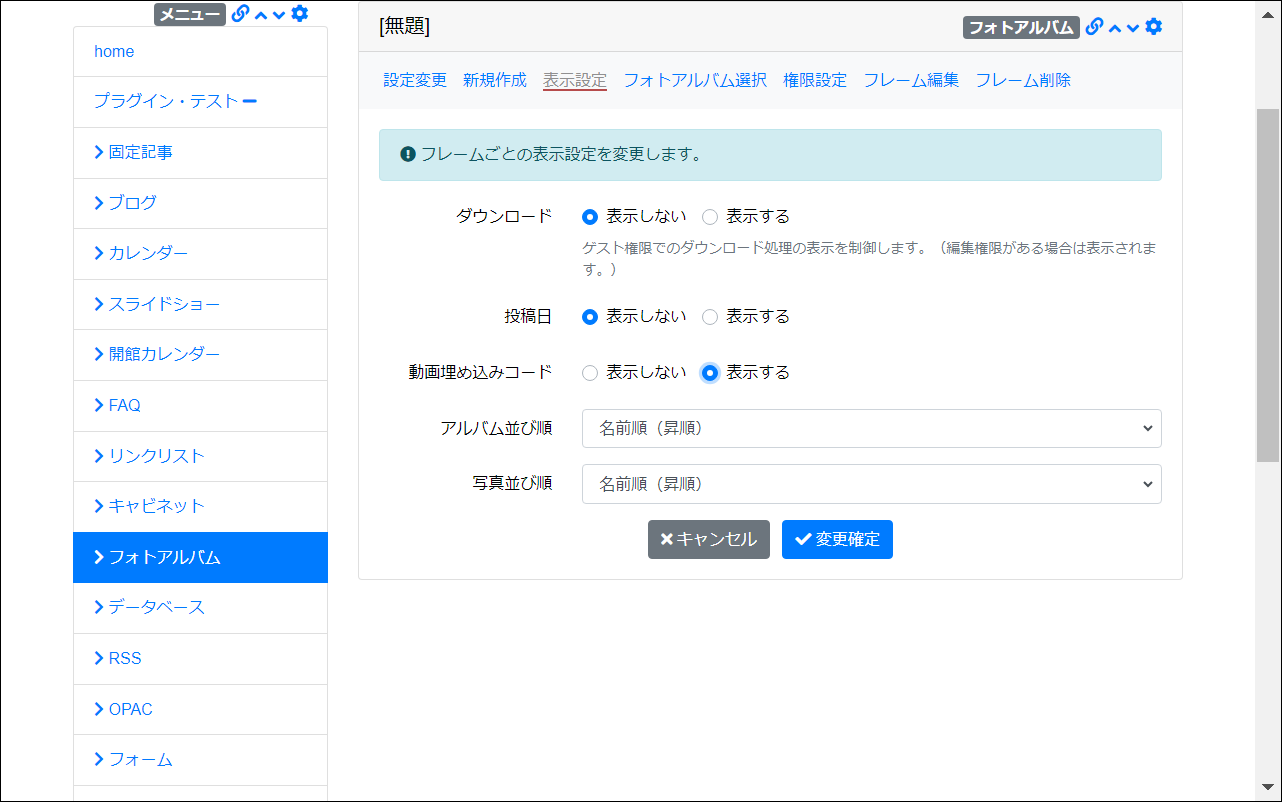 メニュー
home
プラグイン・テスト
固定記事
ブログ
カレンダー
スライドショー
開館カレンダー
FAQ
リンクリスト
キャビネット
フォトアルバム
データベース
RSS
OPAC
フォーム
[無題]
フォトアルバム
設定変更 新規作成 表示設定 フォトアルバム選択 権限設定 フレーム編集 フレーム削除
フレームごとの表示設定を変更します。
ダウンロード 表示しない 表示する
ゲスト権限でのダウンロード処理の表示を制御します。（編集権限がある場合は表示されま
す。）
投稿日 表示しない 表示する
動画埋め込みコード 表示しない 表示する
アルバム並び順 名前順（昇順）
写真並び順 名前順（昇順）
キャンセル 変更確定